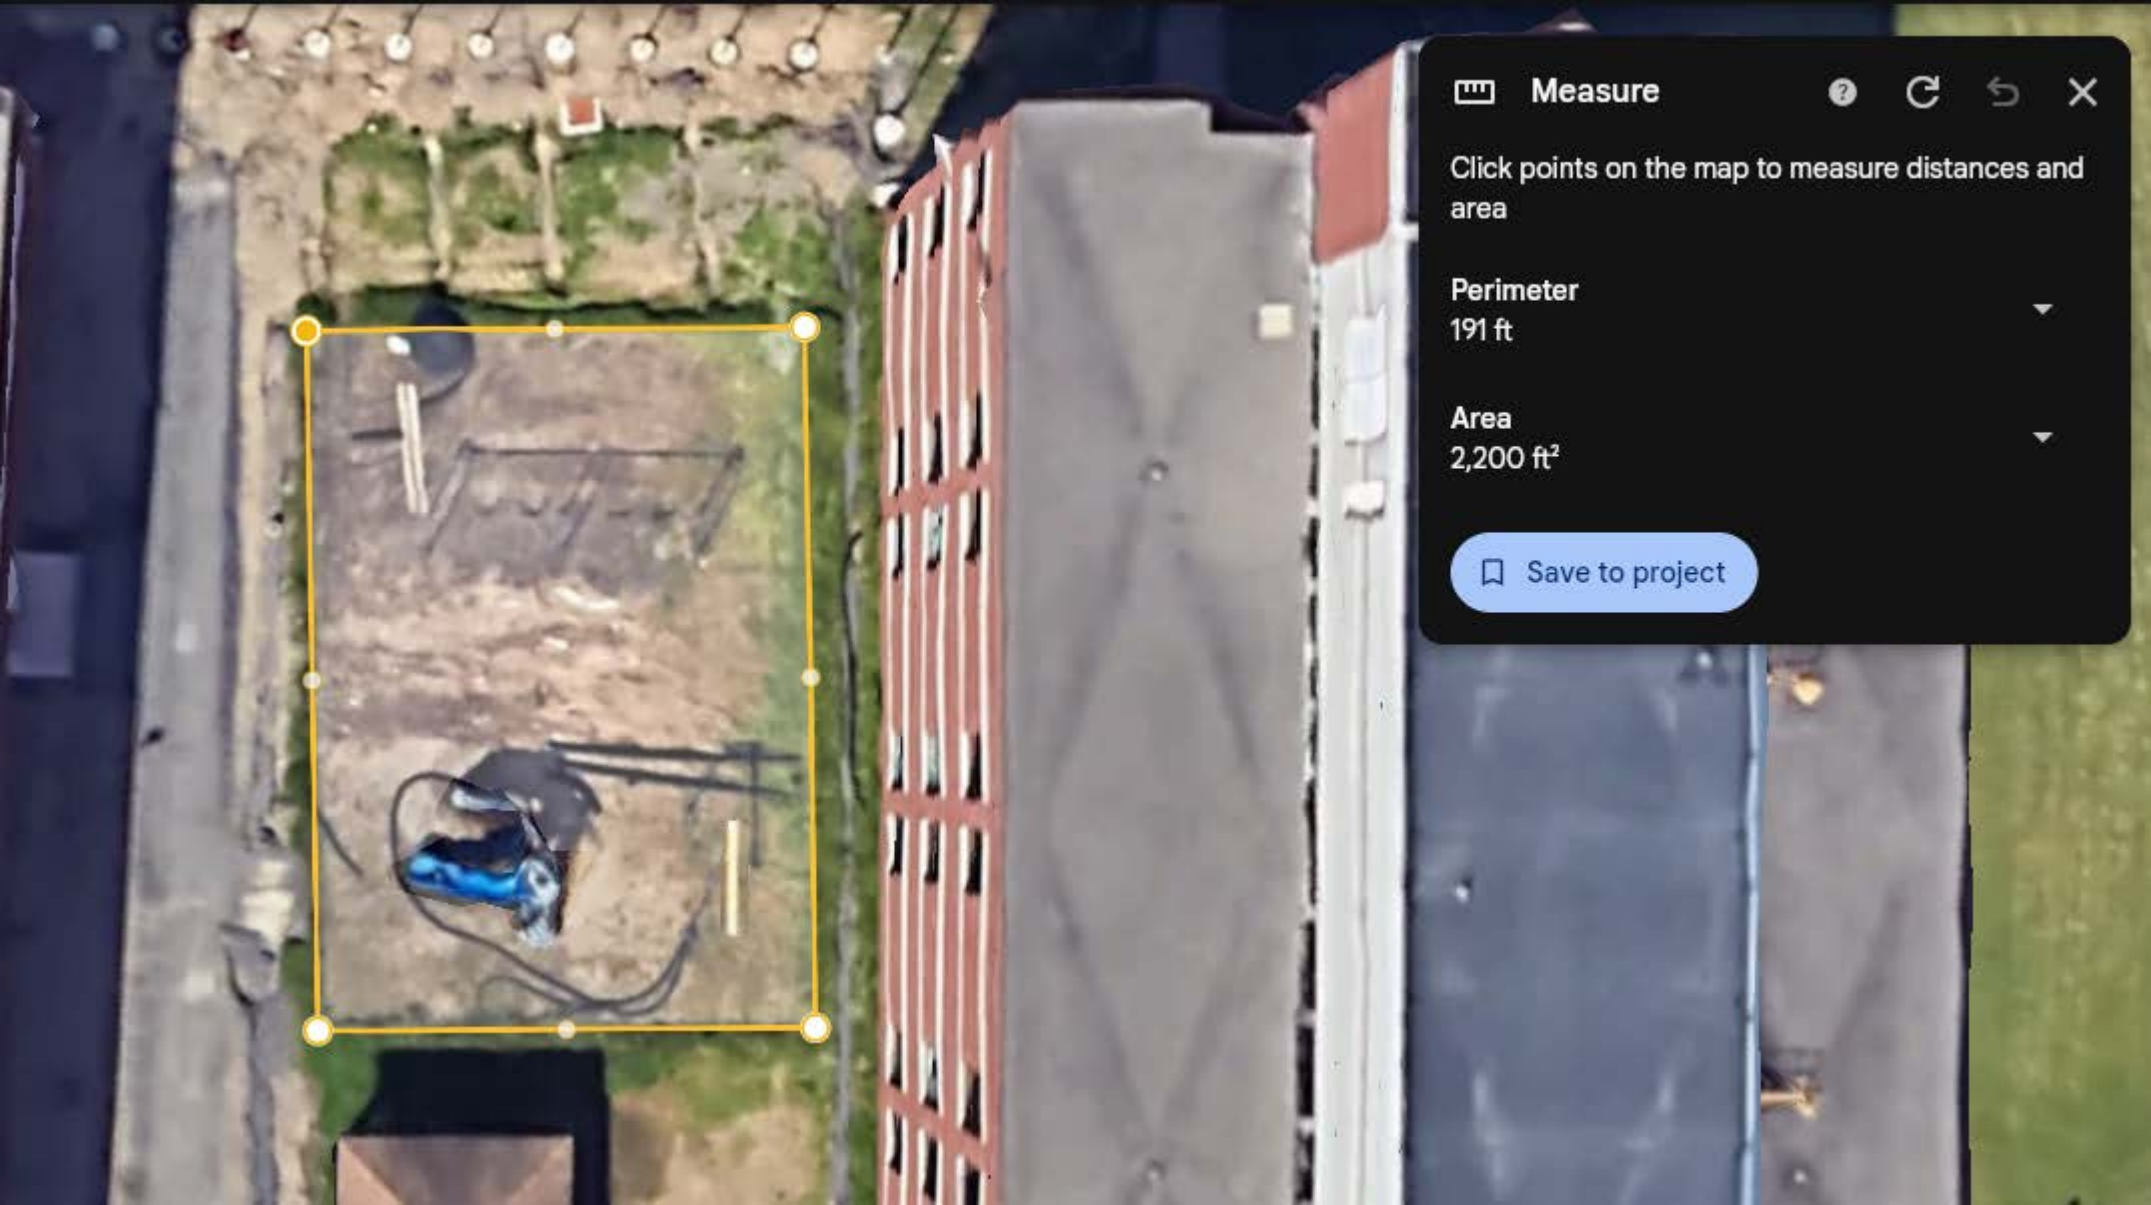 Measure
Click points on the map to measure distances and
area
Perimeter
191 ft
Area
2,200 ft²
Save to project